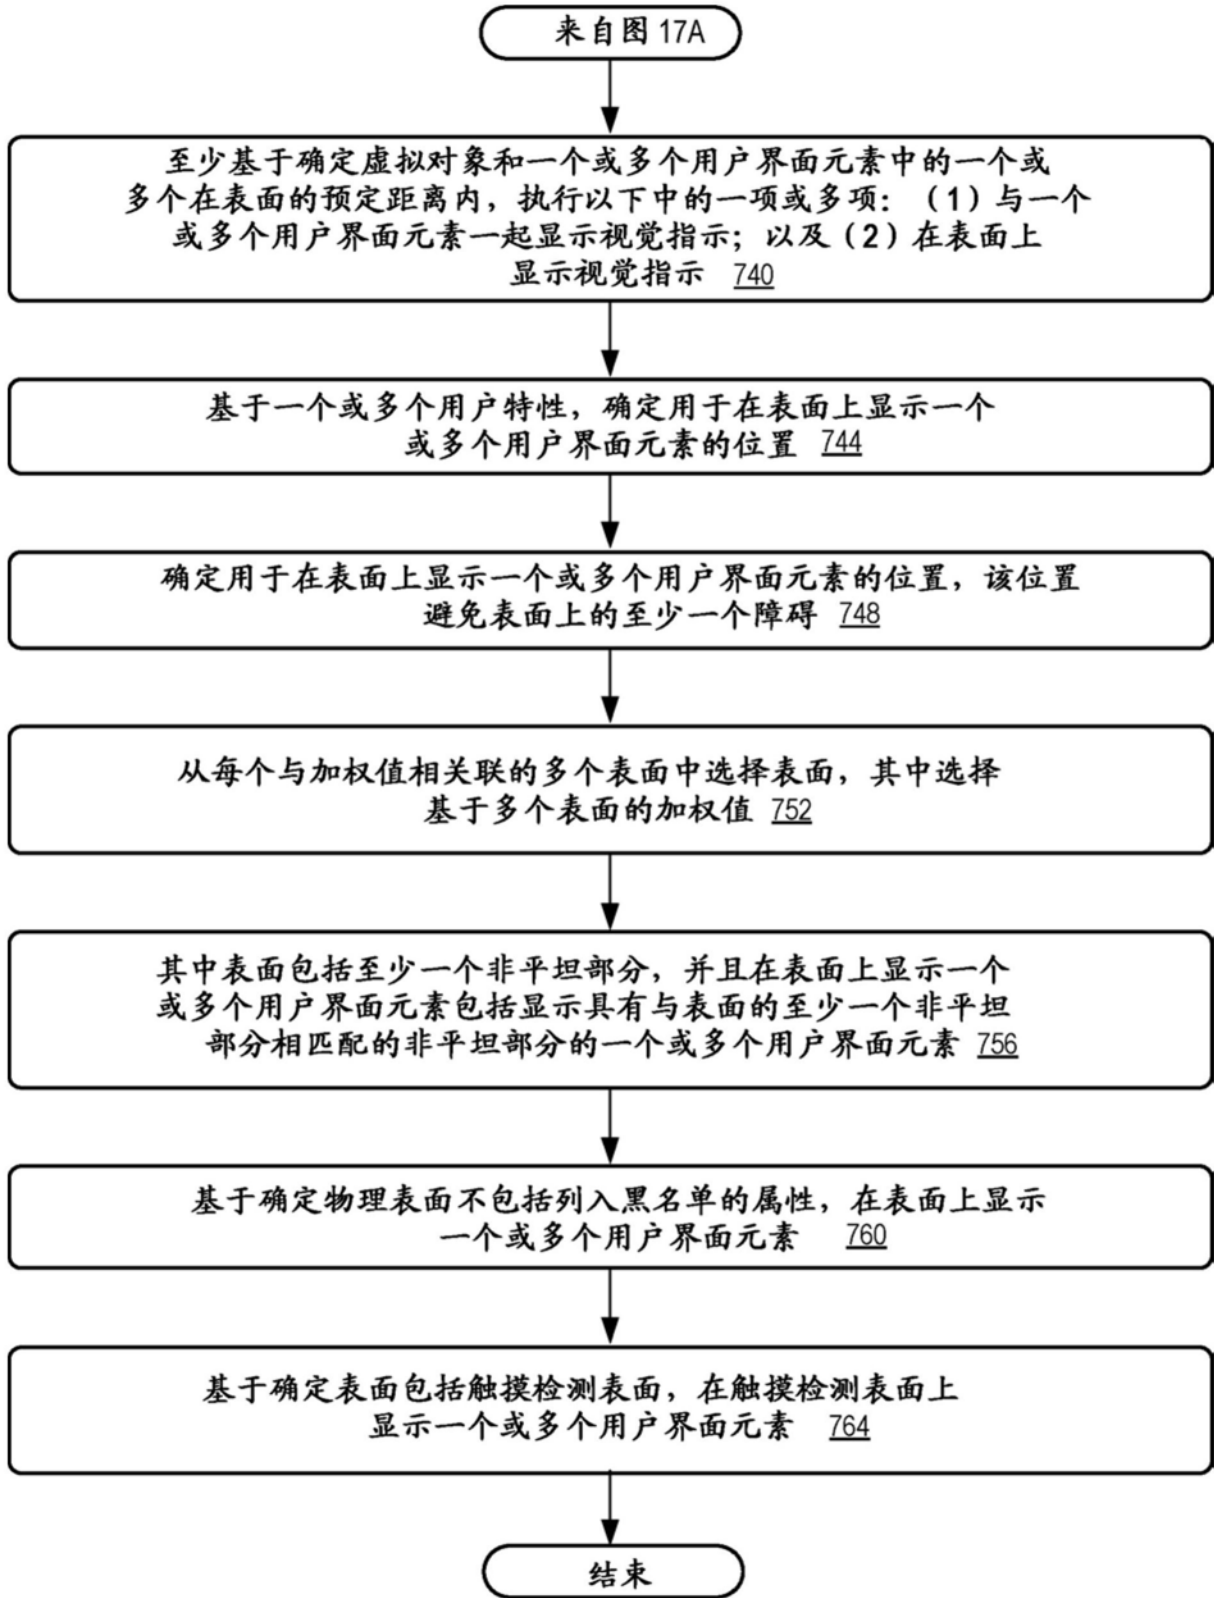 来自图 17A
至少基于确定虚拟对象和一个或多个用户界面元素中的一个或
多个在表面的预定距离内，执行以下中的一项或多项：（1）与一个
或多个用户界面元素一起显示视觉指示；以及（2）在表面上
显示视觉指示 740
基于一个或多个用户特性，确定用于在表面上显示一个
或多个用户界面元素的位置 744
确定用于在表面上显示一个或多个用户界面元素的位置，该位置
避免表面上的至少一个障碍 748
从每个与加权值相关联的多个表面中选择表面，其中选择
基于多个表面的加权值 752
其中表面包括至少一个非平坦部分，并且在表面上显示一个
或多个用户界面元素包括显示具有与表面的至少一个非平坦
部分相匹配的非平坦部分的一个或多个用户界面元素 756
基于确定物理表面不包括列入黑名单的属性，在表面上显示
一个或多个用户界面元素 760
基于确定表面包括触摸检测表面，在触摸检测表面上
显示一个或多个用户界面元素 764
结束